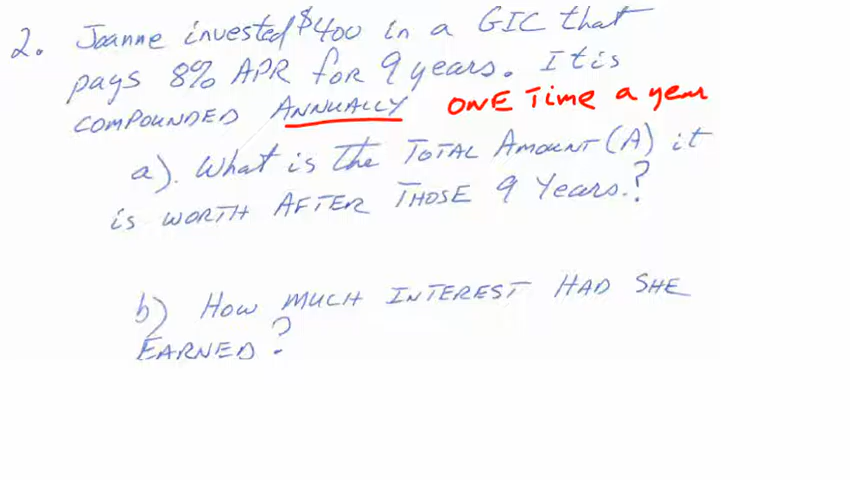 2. Joanne invested $400 in a GIC that
pays 8% APR for 9 years. It is
COMPOUNDED ANNUALLY ONE Time a year
a). What is the TOTAL AMOUNT (A) it
is WORTH AFTER THOSE 9 Years.?
b) How MUCH INTEREST HAD SHE
EARNED?